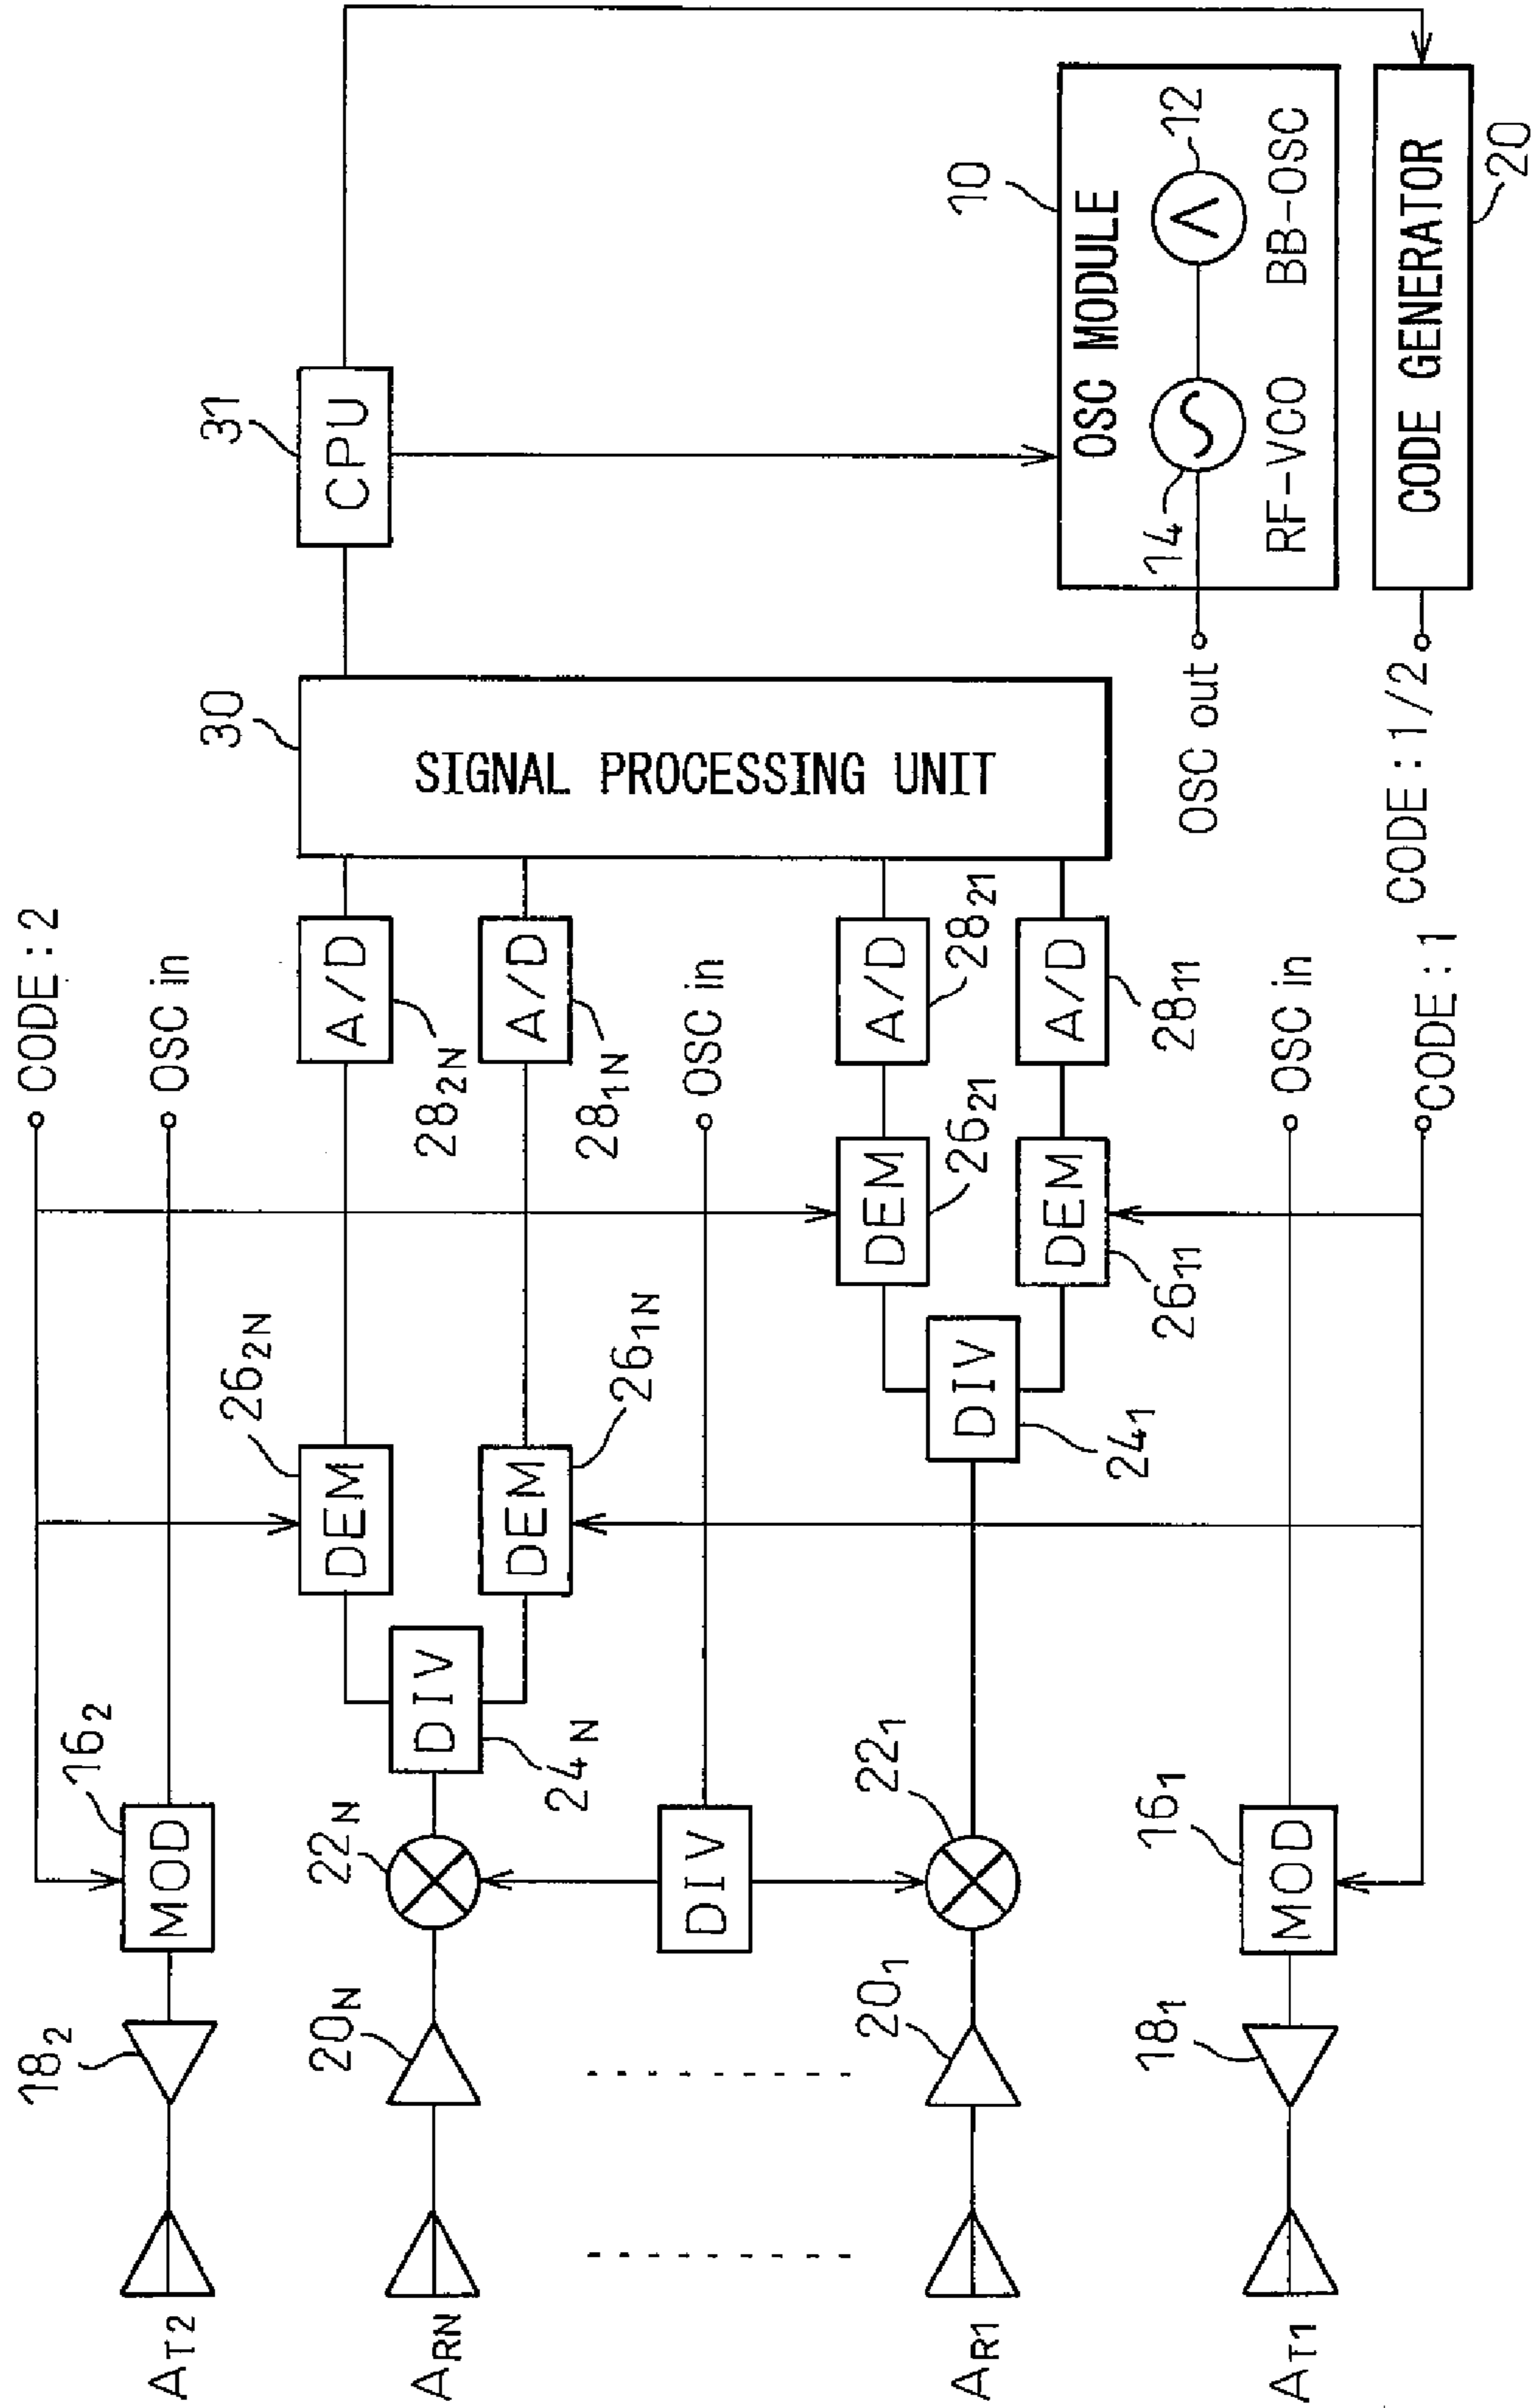 CODE : 2
OSC in
A T2
18 2
16 2
MOD
A RN
20 N
22 N
DIV
24 N
DEM
26 2N
A/D
28 2N
DEM
26 1N
A/D
28 1N
DIV
OSC in
A R1
20 1
22 1
DIV
24 1
DEM
26 21
A/D
28 21
DEM
26 11
A/D
28 11
A T1
18 1
16 1
MOD
OSC in
CODE : 1
SIGNAL PROCESSING UNIT
30
CPU
31
OSC MODULE
10
14
12
RF-VCO
BB-OSC
OSC out
CODE : 1/2
CODE GENERATOR
20